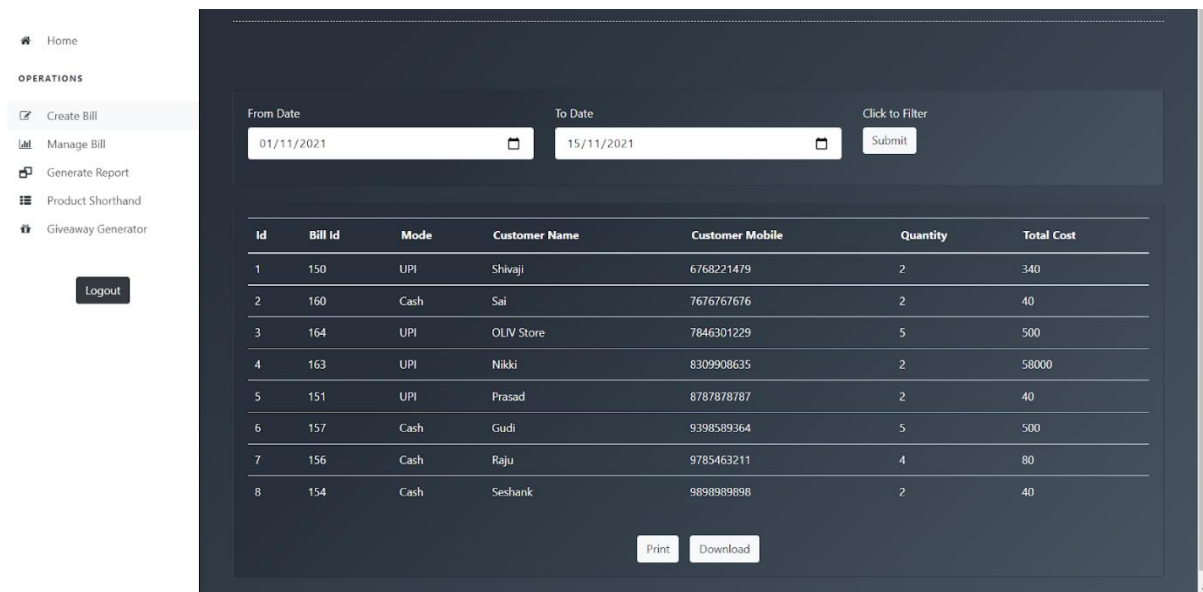 Home
OPERATIONS
Create Bill
Manage Bill
Generate Report
Product Shorthand
Giveaway Generator
Logout
From Date To Date Click to Filter
01/11/2021 15/11/2021 Submit
Id Bill Id Mode Customer Name Customer Mobile Quantity Total Cost
1 150 UPI Shivaji 6768221479 2 340
2 160 Cash Sai 7676767676 2 40
3 164 UPI OLIV Store 7846301229 5 500
4 163 UPI Nikki 8309908635 2 58000
5 151 UPI Prasad 8787878787 2 40
6 157 Cash Gudi 9398589364 5 500
7 156 Cash Raju 9785463211 4 80
8 154 Cash Seshank 9898989898 2 40
Print Download